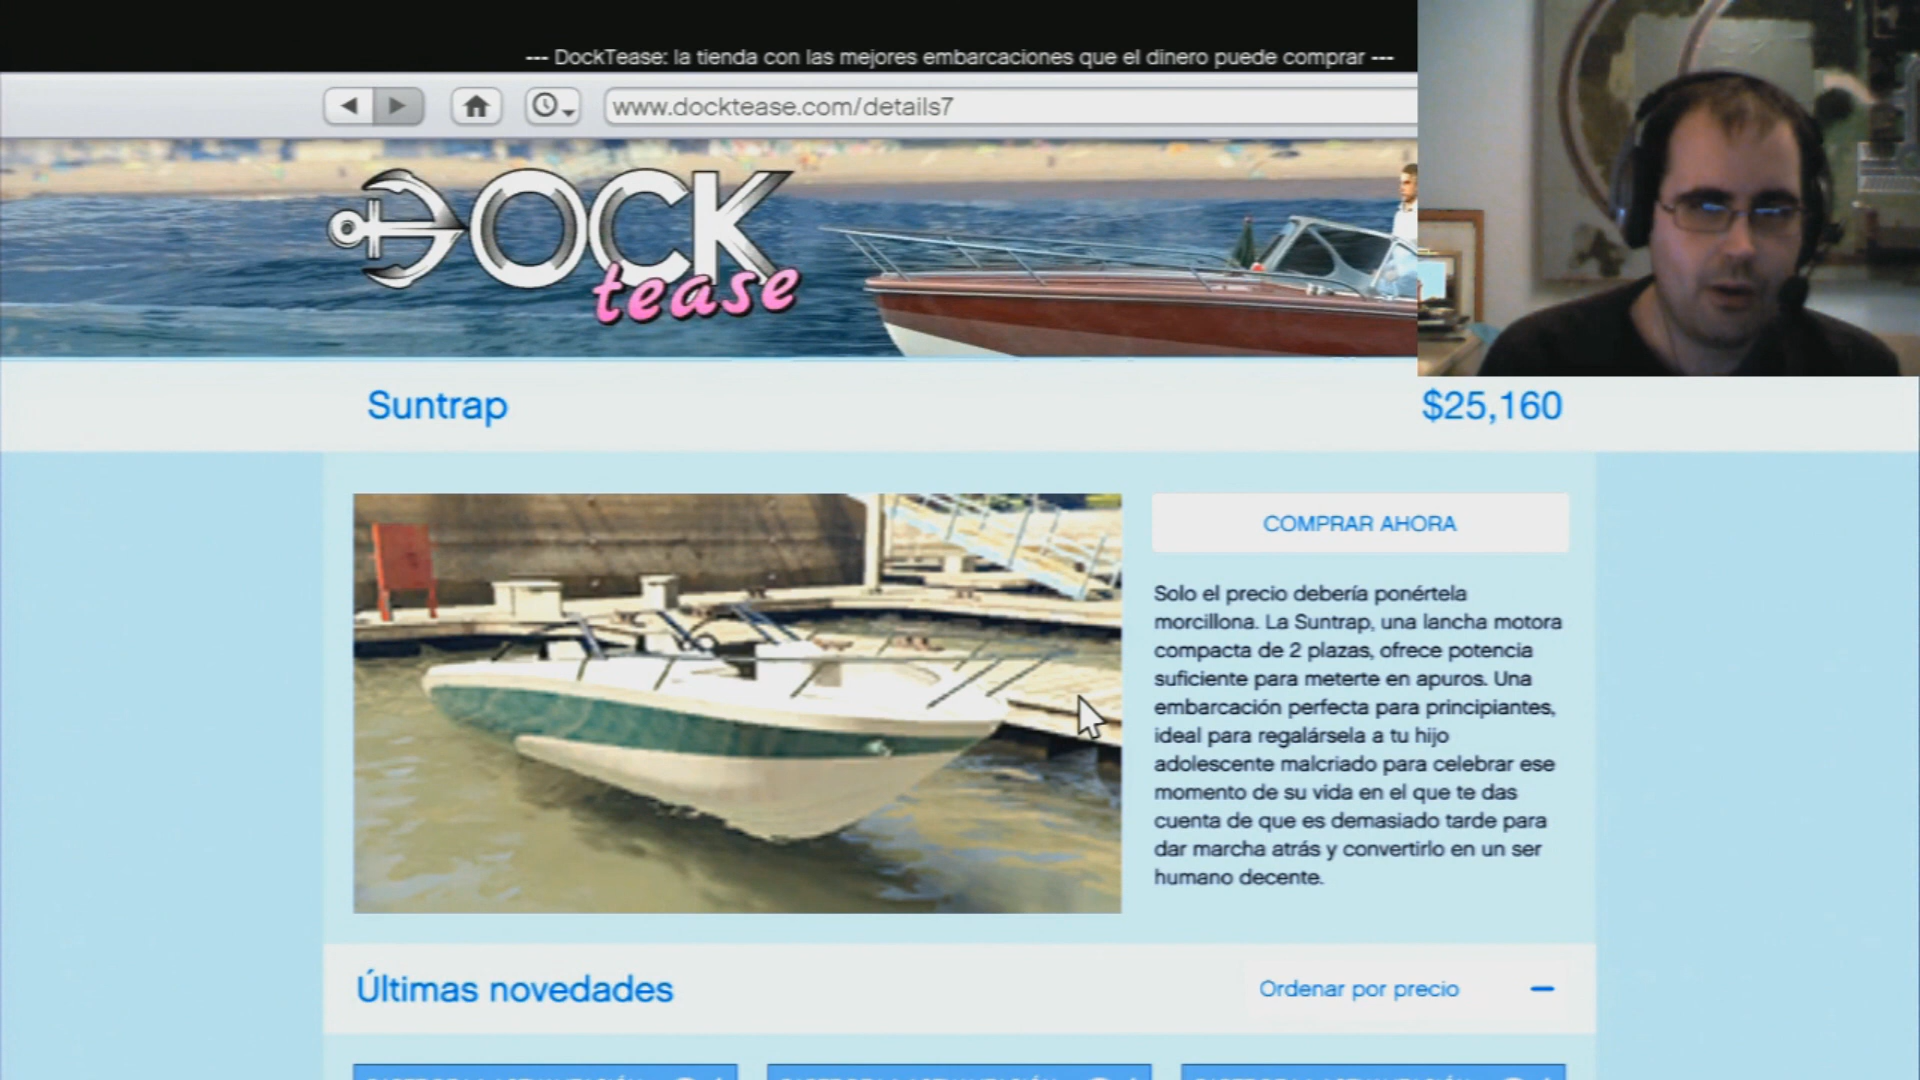 --- DockTease: la tienda con las mejores embarcaciones que el dinero puede comprar ---
www.docktease.com/details7
DOCK
tease
Suntrap
$25,160
COMPRAR AHORA
Solo el precio debería ponértela
morcillona. La Suntrap, una lancha motora
compacta de 2 plazas, ofrece potencia
suficiente para meterte en apuros. Una
embarcación perfecta para principiantes,
ideal para regalársela a tu hijo
adolescente malcriado para celebrar ese
momento de su vida en el que te das
cuenta de que es demasiado tarde para
dar marcha atrás y convertirlo en un ser
humano decente.
Últimas novedades
Ordenar por precio